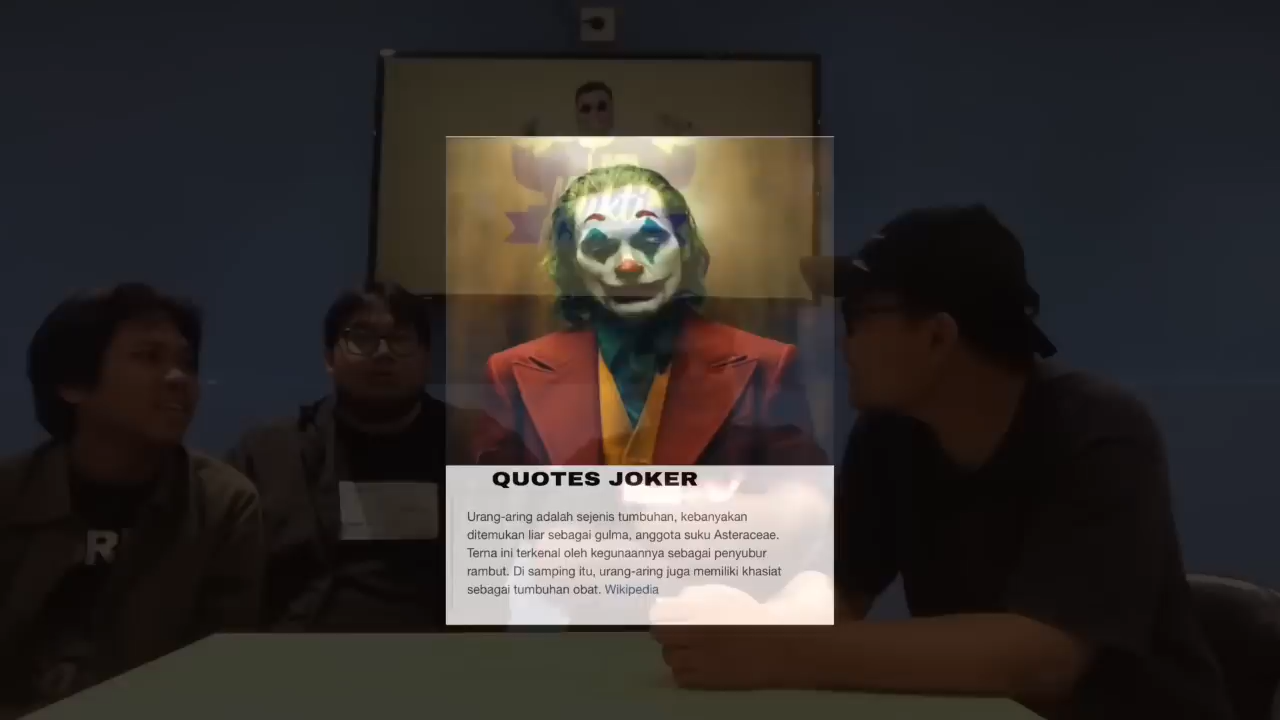 QUOTES JOKER
Urang-aring adalah sejenis tumbuhan, kebanyakan
ditemukan liar sebagai gulma, anggota suku Asteraceae.
Terna ini terkenal oleh kegunaannya sebagai penyubur
rambut. Di samping itu, urang-aring juga memiliki khasiat
sebagai tumbuhan obat. Wikipedia